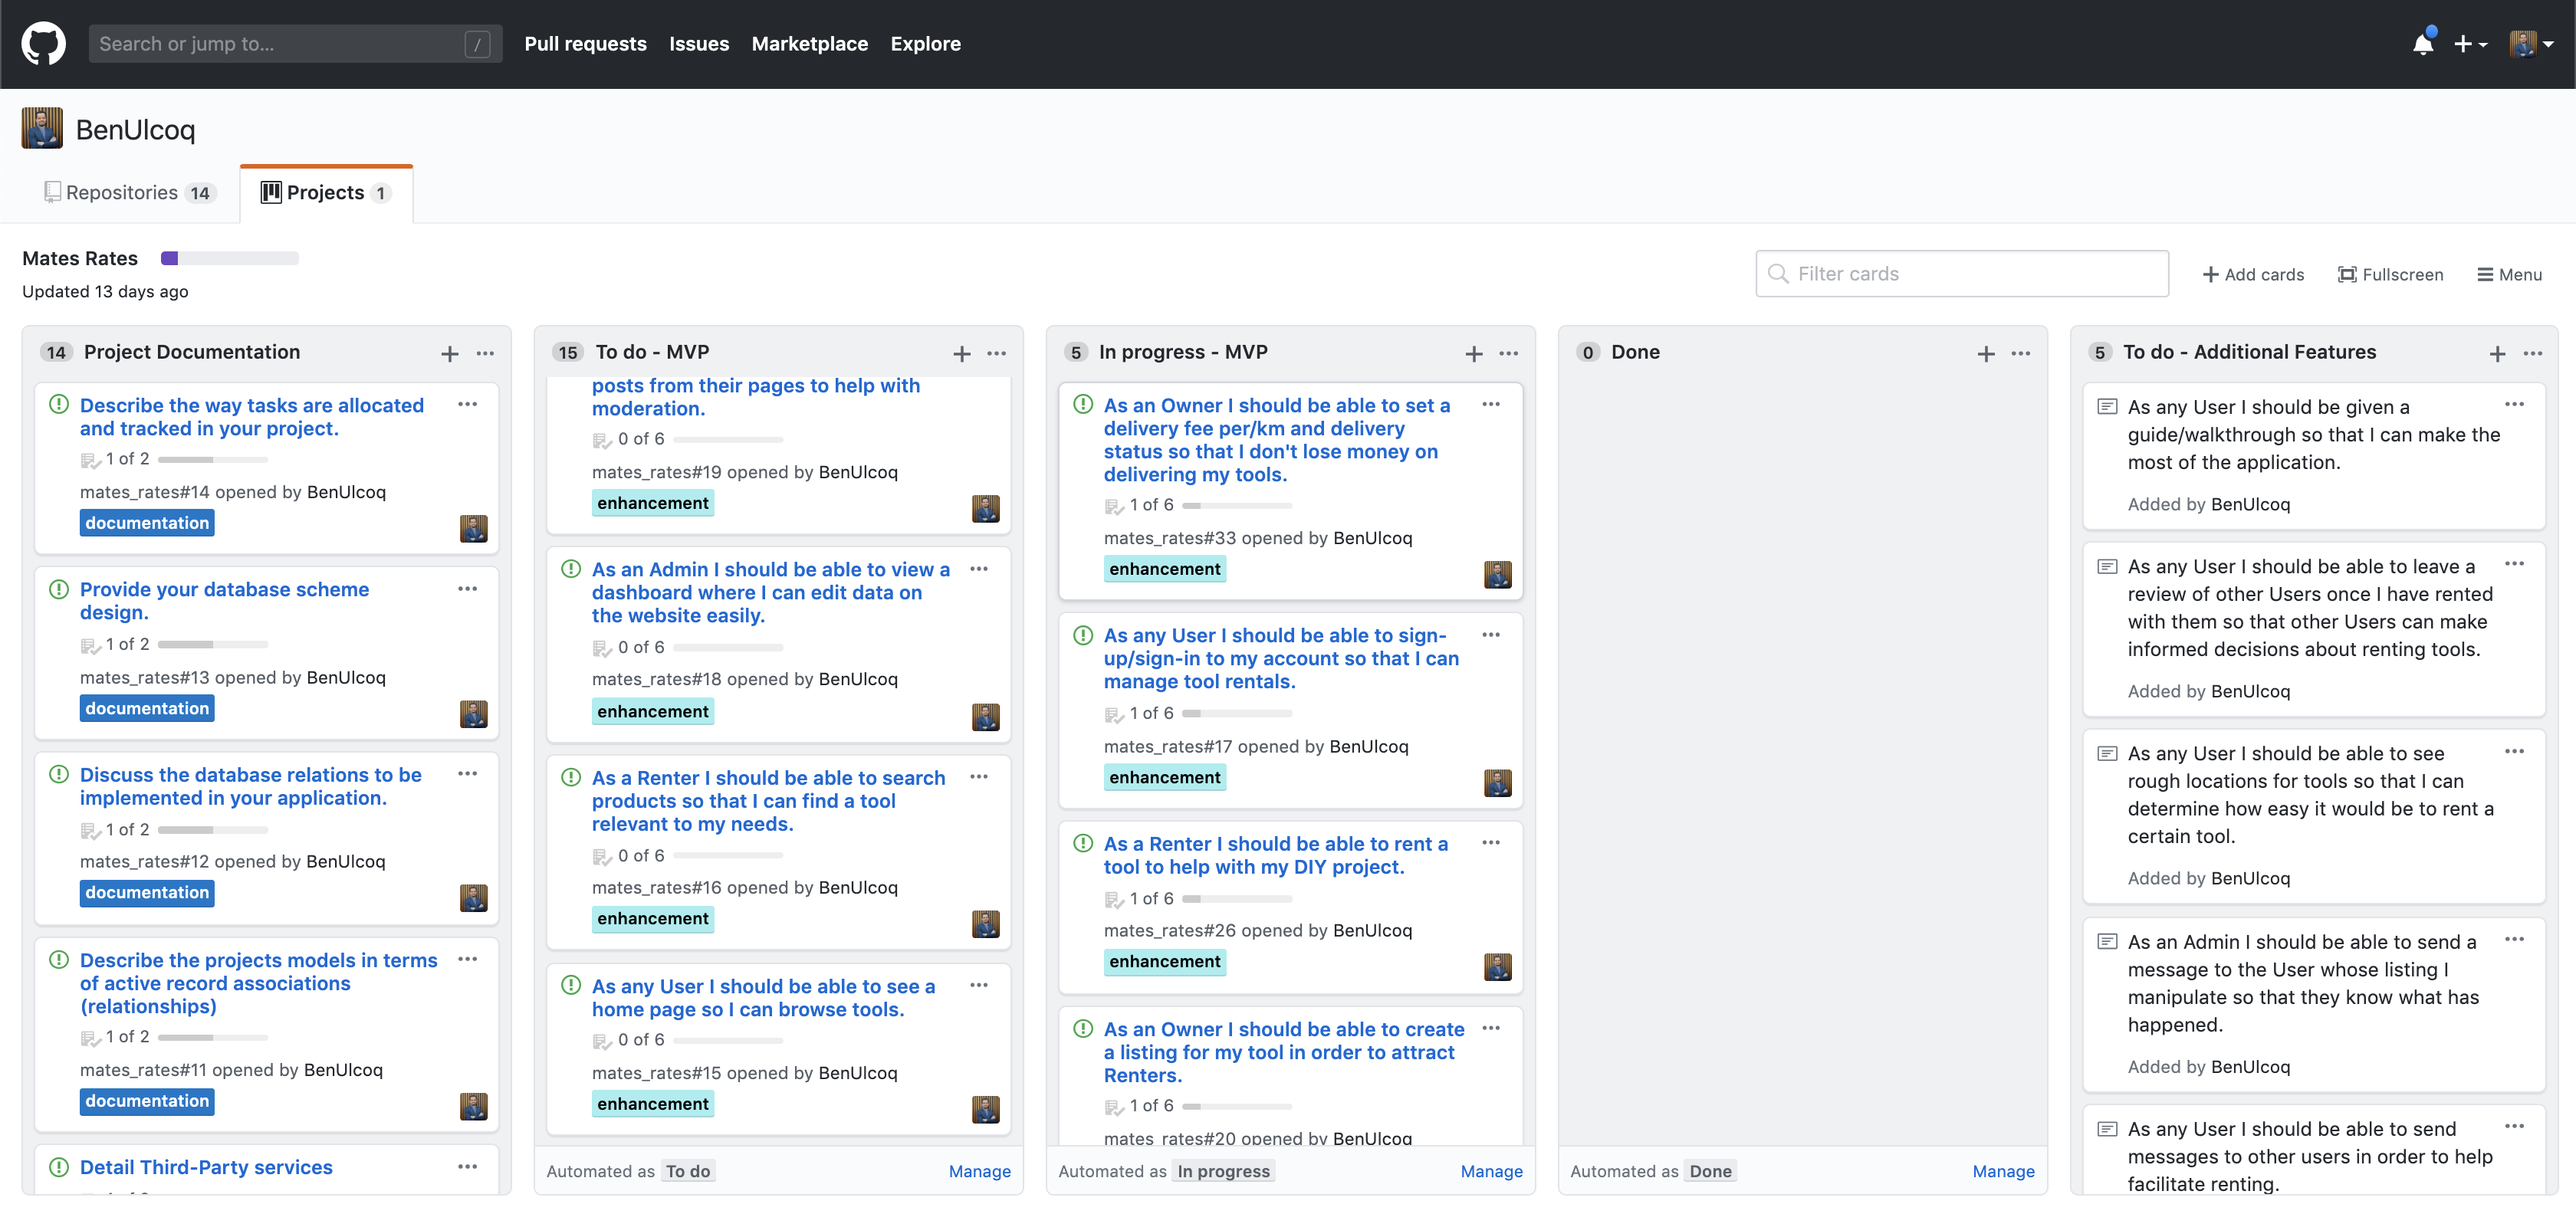 Search or jump to...
/
Pull requests
Issues
Marketplace
Explore
BenUlcoq
Repositories 14
Projects 1
Mates Rates
Updated 13 days ago
Filter cards
Add cards
Fullscreen
Menu
14 Project Documentation
Describe the way tasks are allocated
and tracked in your project.
1 of 2
mates_rates#14 opened by BenUlcoq
documentation
Provide your database scheme
design.
1 of 2
mates_rates#13 opened by BenUlcoq
documentation
Discuss the database relations to be
implemented in your application.
1 of 2
mates_rates#12 opened by BenUlcoq
documentation
Describe the projects models in terms
of active record associations
(relationships)
1 of 2
mates_rates#11 opened by BenUlcoq
documentation
Detail Third-Party services
15 To do - MVP
posts from their pages to help with
moderation.
0 of 6
mates_rates#19 opened by BenUlcoq
enhancement
As an Admin I should be able to view a
dashboard where I can edit data on
the website easily.
0 of 6
mates_rates#18 opened by BenUlcoq
enhancement
As a Renter I should be able to search
products so that I can find a tool
relevant to my needs.
0 of 6
mates_rates#16 opened by BenUlcoq
enhancement
As any User I should be able to see a
home page so I can browse tools.
0 of 6
mates_rates#15 opened by BenUlcoq
enhancement
Automated as To do
Manage
5 In progress - MVP
As an Owner I should be able to set a
delivery fee per/km and delivery
status so that I don't lose money on
delivering my tools.
1 of 6
mates_rates#33 opened by BenUlcoq
enhancement
As any User I should be able to sign-
up/sign-in to my account so that I can
manage tool rentals.
1 of 6
mates_rates#17 opened by BenUlcoq
enhancement
As a Renter I should be able to rent a
tool to help with my DIY project.
1 of 6
mates_rates#26 opened by BenUlcoq
enhancement
As an Owner I should be able to create
a listing for my tool in order to attract
Renters.
1 of 6
mates_rates#20 opened by BenUlcoq
Automated as In progress
Manage
0 Done
Automated as Done
Manage
5 To do - Additional Features
As any User I should be given a
guide/walkthrough so that I can make the
most of the application.
Added by BenUlcoq
As any User I should be able to leave a
review of other Users once I have rented
with them so that other Users can make
informed decisions about renting tools.
Added by BenUlcoq
As any User I should be able to see
rough locations for tools so that I can
determine how easy it would be to rent a
certain tool.
Added by BenUlcoq
As an Admin I should be able to send a
message to the User whose listing I
manipulate so that they know what has
happened.
Added by BenUlcoq
As any User I should be able to send
messages to other users in order to help
facilitate renting.